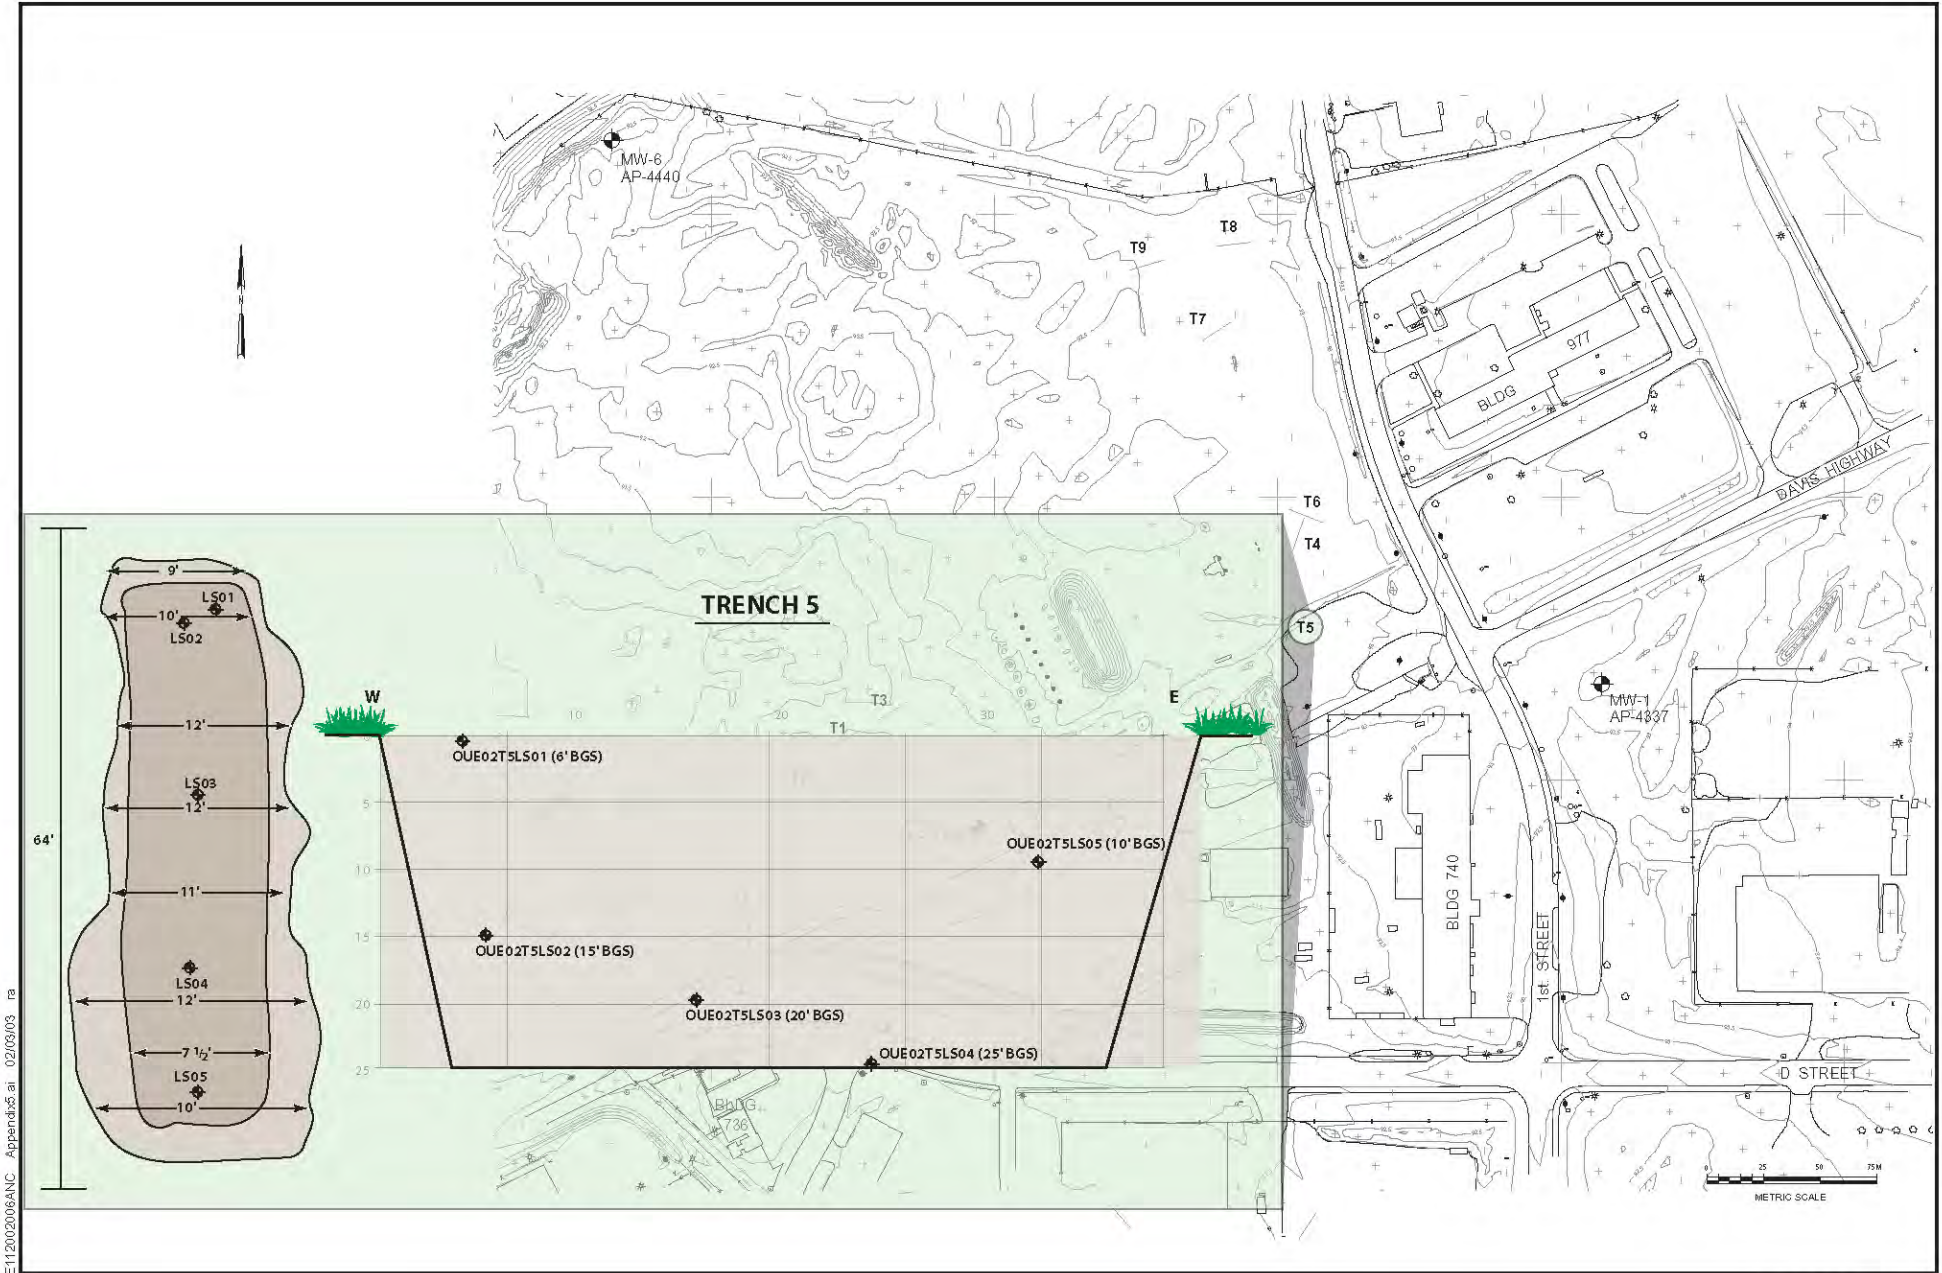 MW-6
AP-4440
N
T8
T9
T7
BLDG 977
DAVIS HIGHWAY
T6
T4
9'
LS01
10'
LS02
TRENCH 5
T5
W
E
T3
10
20
30
T1
12'
OUE02T5LS01 (6' BGS)
MW-1
AP-4337
LS03
12'
5
64'
OUE02T5LS05 (10' BGS)
10
11'
BLDG 740
15
OUE02T5LS02 (15' BGS)
1st. STREET
LS04
12'
20
OUE02T5LS03 (20' BGS)
7 1/2'
OUE02T5LS04 (25' BGS)
25
LS05
D STREET
10'
BLDG.
736
0 25 50 75M
METRIC SCALE
E112002006ANC Appendix5.ai 02/03/03 ra